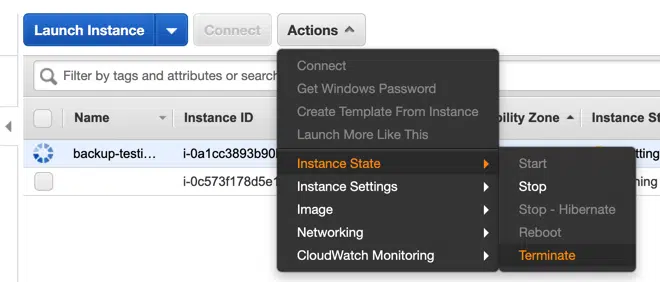 Launch Instance
Connect
Actions
Filter by tags and attributes or search
Connect
Get Windows Password
Create Template From Instance
Launch More Like This
Instance State
Instance Settings
Image
Networking
CloudWatch Monitoring
Start
Stop
Stop - Hibernate
Reboot
Terminate
Name
Instance ID
bility Zone
Instance St
backup-testi...
i-0a1cc3893b90
tting
i-0c573f178d5e1
ning